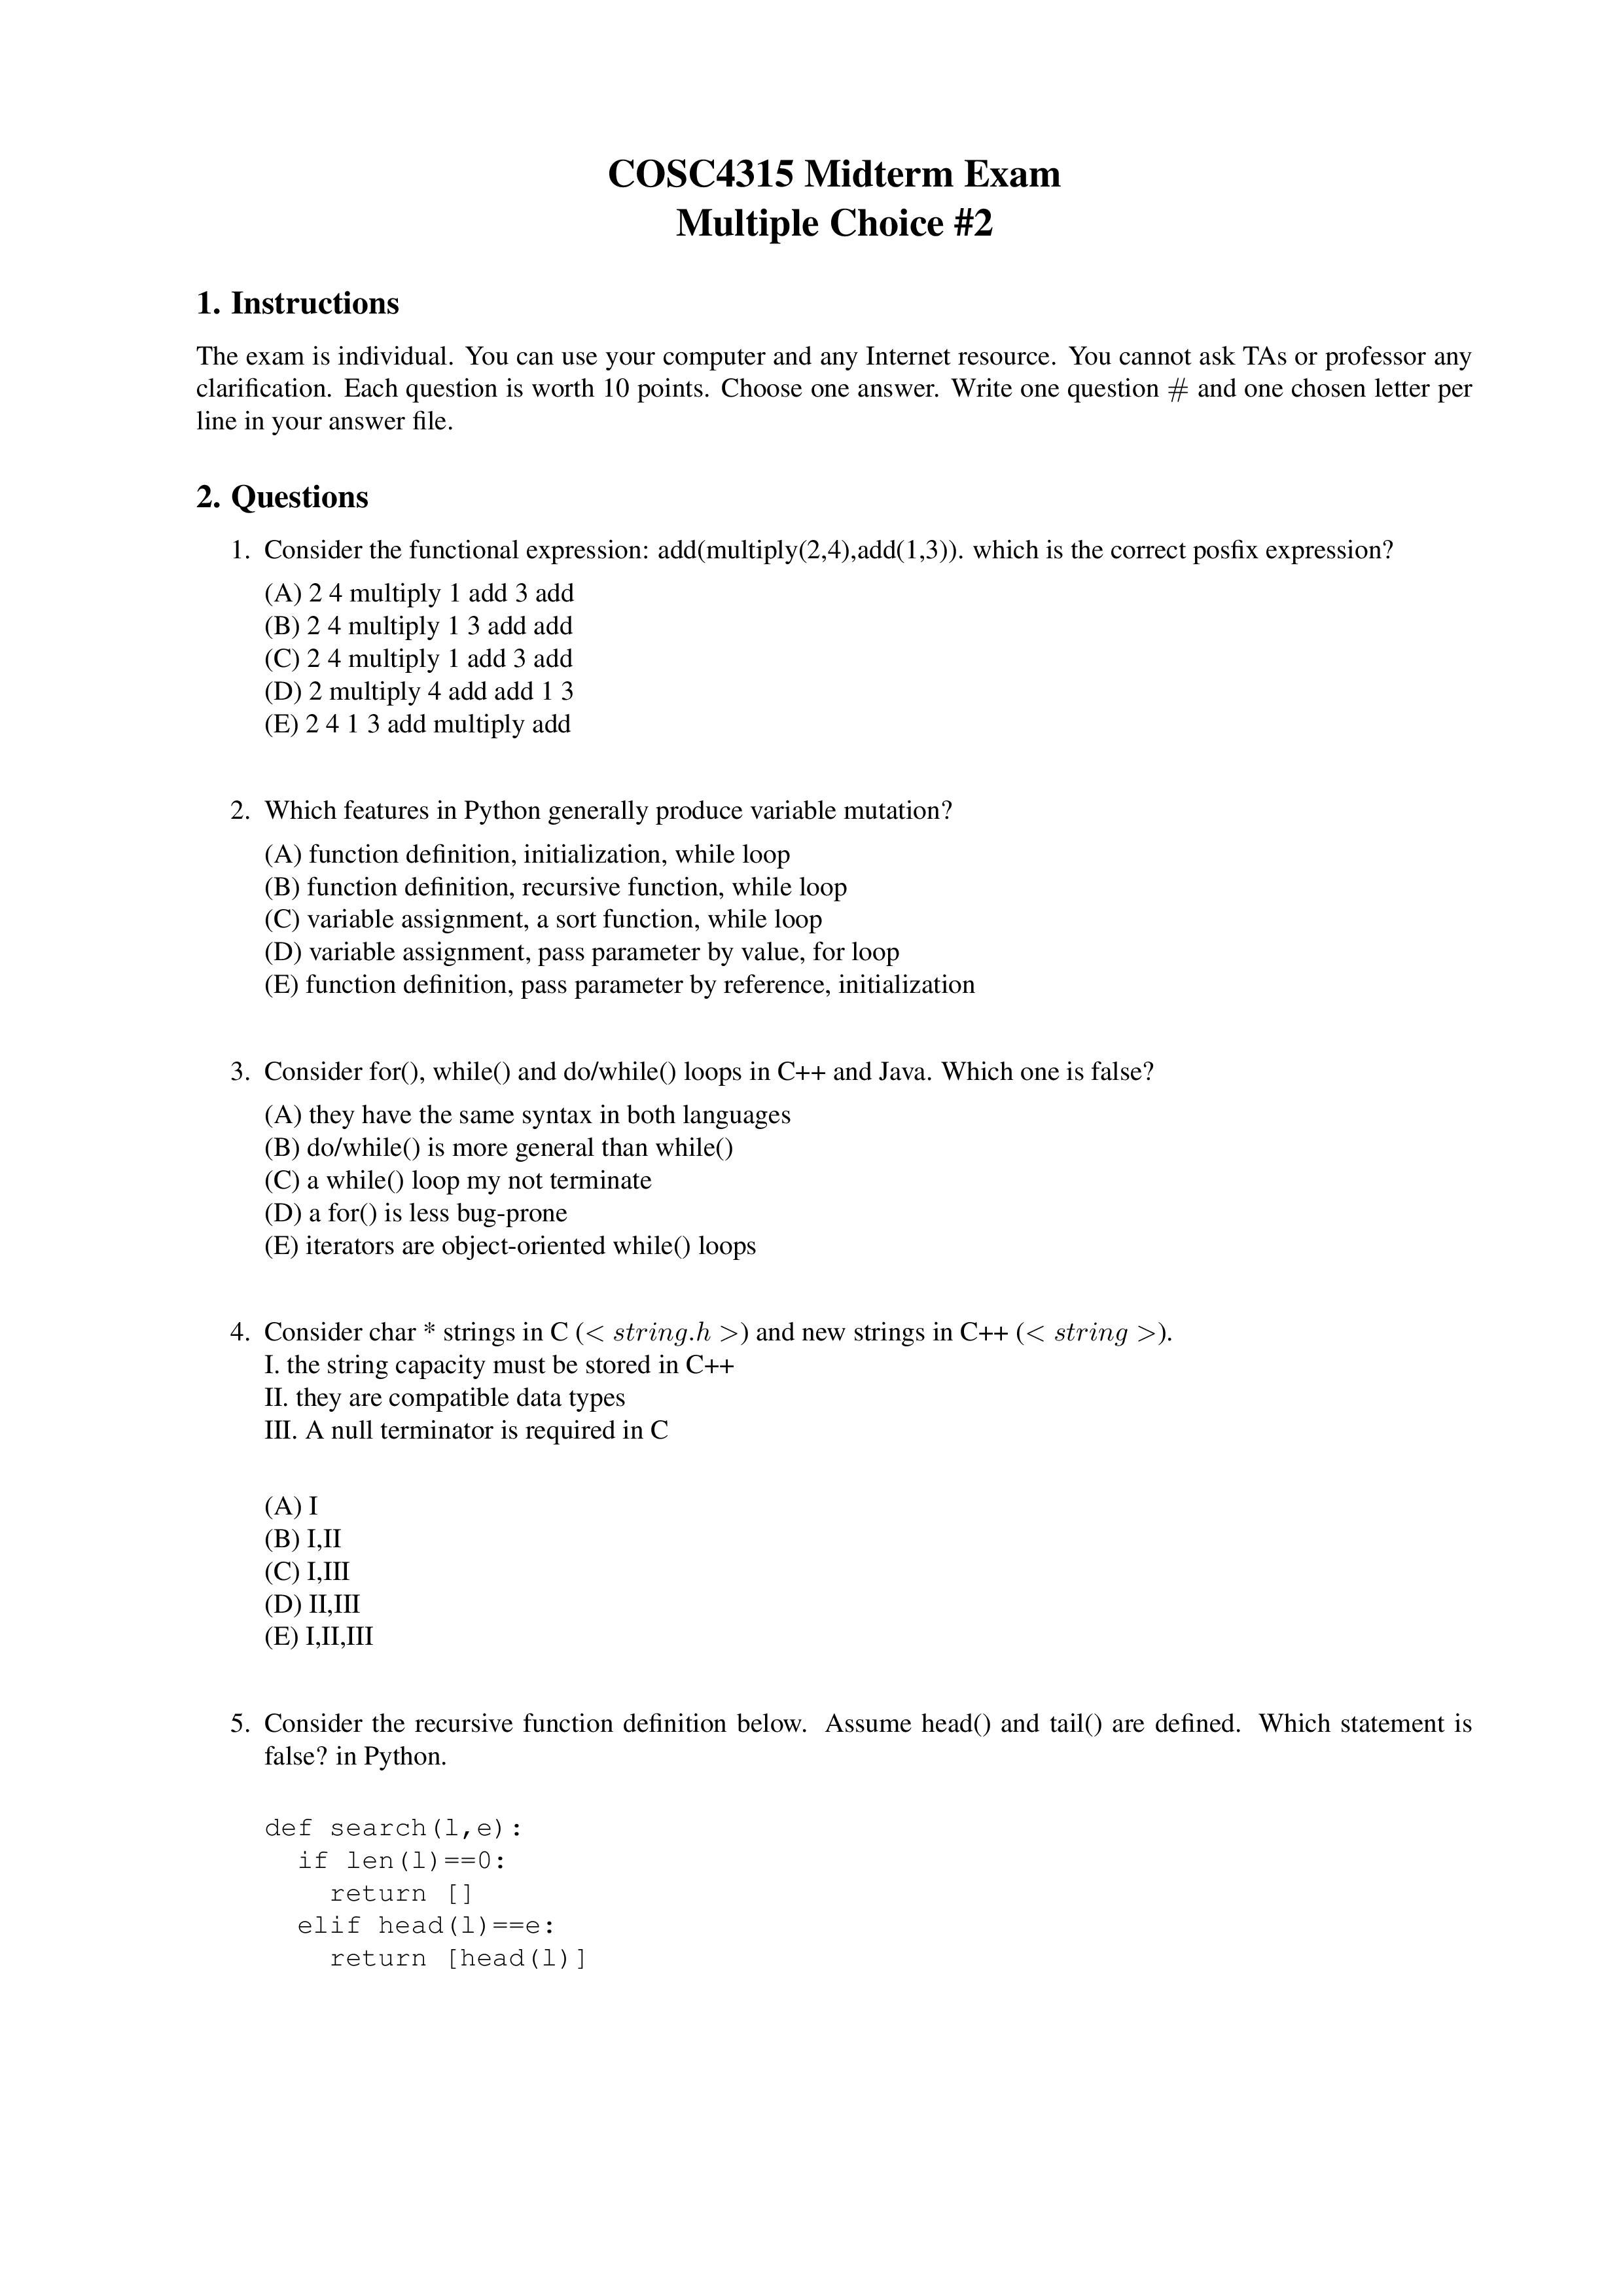 COSC4315 Midterm Exam
Multiple Choice #2
1. Instructions
The exam is individual. You can use your computer and any Internet resource. You cannot ask TAs or professor any
clarification. Each question is worth 10 points. Choose one answer. Write one question # and one chosen letter per
line in your answer file.
2. Questions
1. Consider the functional expression: add(multiply(2,4),add(1,3)). which is the correct posfix expression?
(A) 2 4 multiply 1 add 3 add
(B) 2 4 multiply 1 3 add add
(C) 2 4 multiply 1 add 3 add
(D) 2 multiply 4 add add 1 3
(E) 2 4 1 3 add multiply add
2. Which features in Python generally produce variable mutation?
(A) function definition, initialization, while loop
(B) function definition, recursive function, while loop
(C) variable assignment, a sort function, while loop
(D) variable assignment, pass parameter by value, for loop
(E) function definition, pass parameter by reference, initialization
3. Consider for(), while() and do/while() loops in C++ and Java. Which one is false?
(A) they have the same syntax in both languages
(B) do/while() is more general than while()
(C) a while() loop my not terminate
(D) a for() is less bug-prone
(E) iterators are object-oriented while() loops
4. Consider char * strings in C (< string.h >) and new strings in C++ (< string >).
I. the string capacity must be stored in C++
II. they are compatible data types
III. A null terminator is required in C
(A) I
(B) I,II
(C) I,III
(D) II,III
(E) I,II,III
5. Consider the recursive function definition below. Assume head() and tail() are defined. Which statement is
false? in Python.
def search(l,e):
  if len(l)==0:
    return []
  elif head(l)==e:
    return [head(l)]